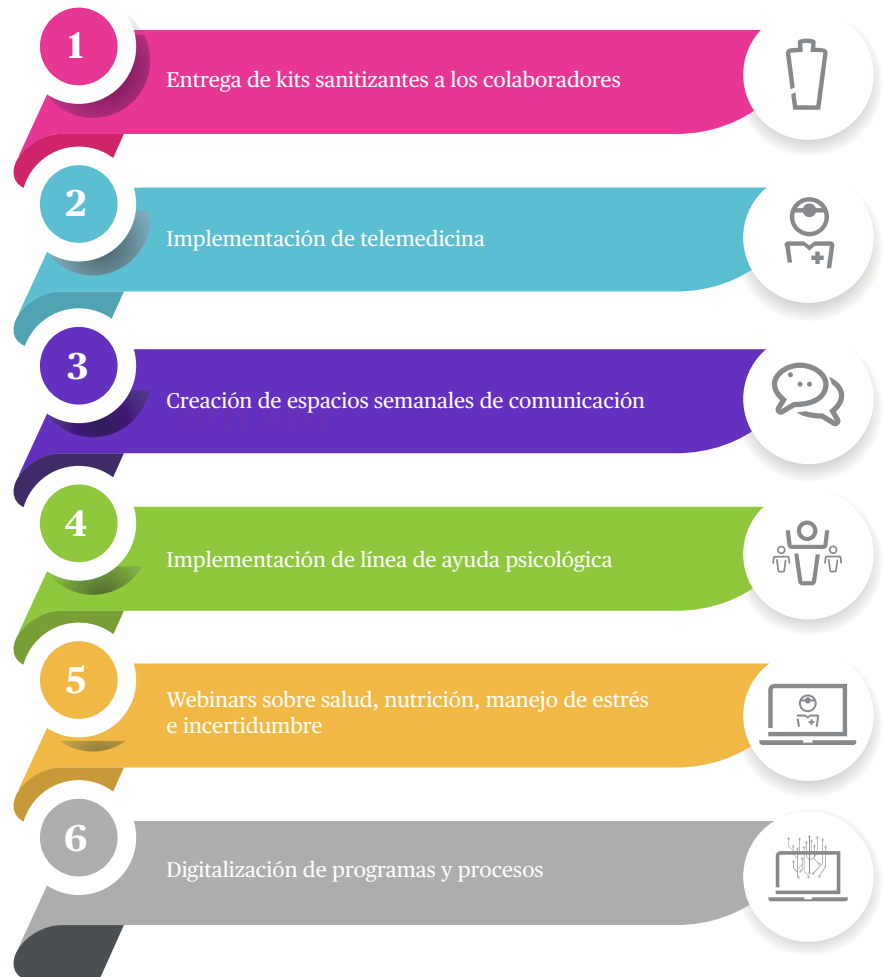 1
Entrega de kits sanitizantes a los colaboradores
2
Implementación de telemedicina
3
Creación de espacios semanales de comunicación
4
Implementación de línea de ayuda psicológica
5
Webinars sobre salud, nutrición, manejo de estrés
e incertidumbre
6
Digitalización de programas y procesos